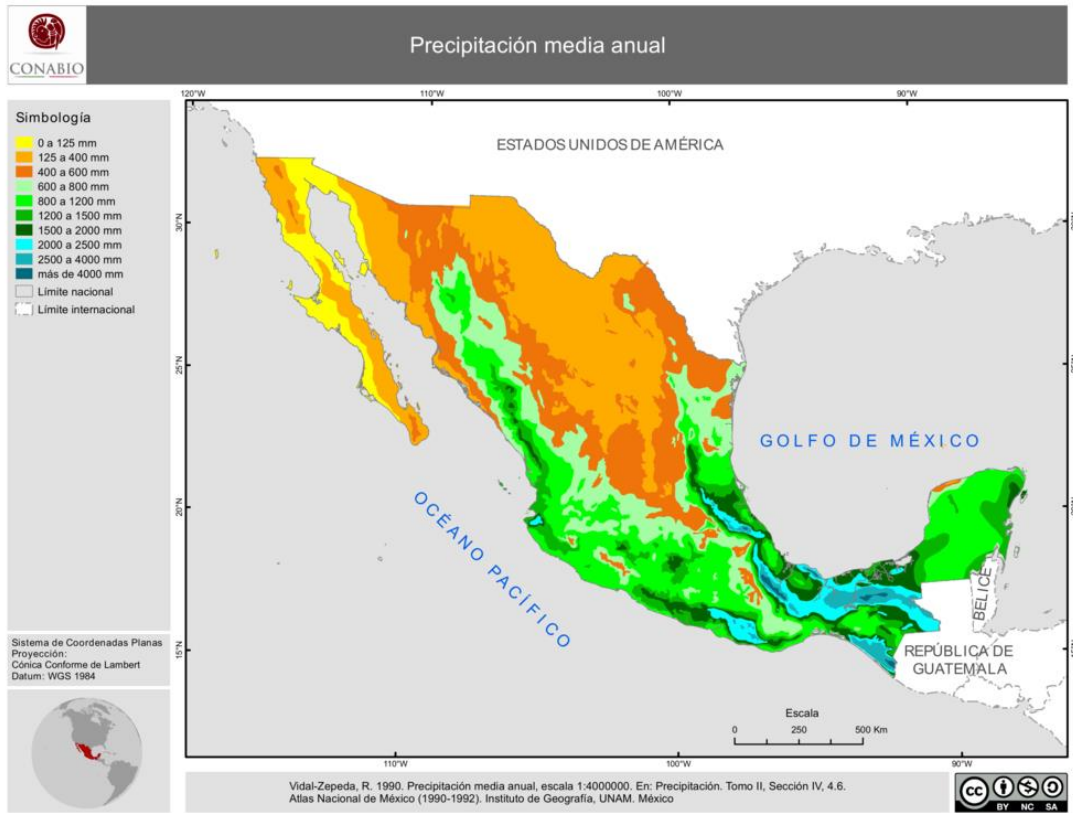 CONABIO
Precipitación media anual
120°W
110°W
100°W
90°W
Simbología
0 a 125 mm
125 a 400 mm
400 a 600 mm
600 a 800 mm
800 a 1200 mm
1200 a 1500 mm
1500 a 2000 mm
2000 a 2500 mm
2500 a 4000 mm
más de 4000 mm
Límite nacional
Límite internacional
ESTADOS UNIDOS DE AMÉRICA
30°N
25°N
20°N
15°N
GOLFO DE MÉXICO
OCÉANO PACÍFICO
BELICE
REPÚBLICA DE
GUATEMALA
Sistema de Coordenadas Planas
Proyección:
Cónica Conforme de Lambert
Datum: WGS 1984
Escala
0 250 500 Km
110°W
100°W
90°W
Vidal-Zepeda, R. 1990. Precipitación media anual, escala 1:4000000. En: Precipitación. Tomo II, Sección IV, 4.6.
Atlas Nacional de México (1990-1992). Instituto de Geografía, UNAM. México
cc
BY NC SA